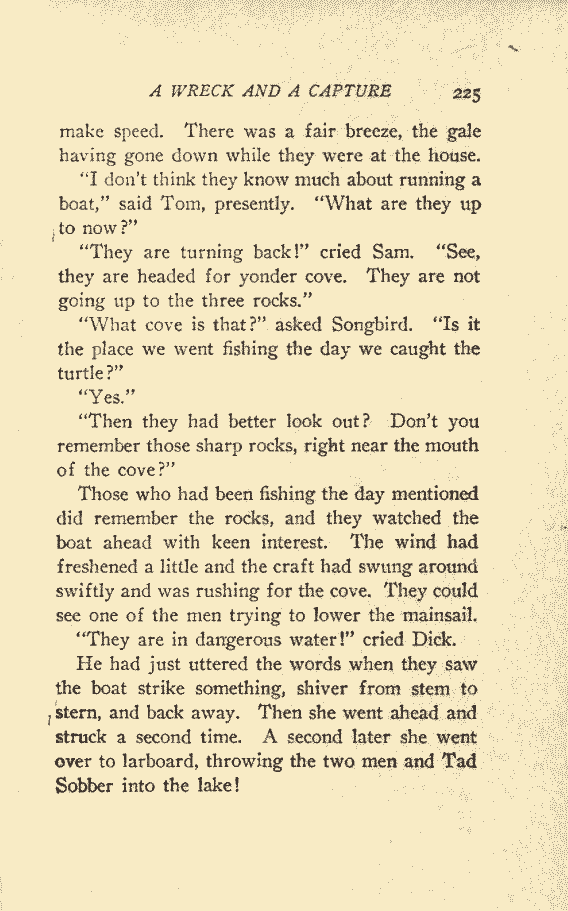 A WRECK AND A CAPTURE 225
make speed. There was a fair breeze, the gale
having gone down while they were at the house.
"I don't think they know much about running a
boat," said Tom, presently. "What are they up
to now?"
"They are turning back!" cried Sam. "See,
they are headed for yonder cove. They are not
going up to the three rocks."
"What cove is that?" asked Songbird. "Is it
the place we went fishing the day we caught the
turtle?"
"Yes."
"Then they had better look out? Don't you
remember those sharp rocks, right near the mouth
of the cove?"
Those who had been fishing the day mentioned
did remember the rocks, and they watched the
boat ahead with keen interest. The wind had
freshened a little and the craft had swung around
swiftly and was rushing for the cove. They could
see one of the men trying to lower the mainsail.
"They are in dangerous water!" cried Dick.
He had just uttered the words when they saw
the boat strike something, shiver from stem to
stern, and back away. Then she went ahead and
struck a second time. A second later she went
over to larboard, throwing the two men and Tad
Sobber into the lake!